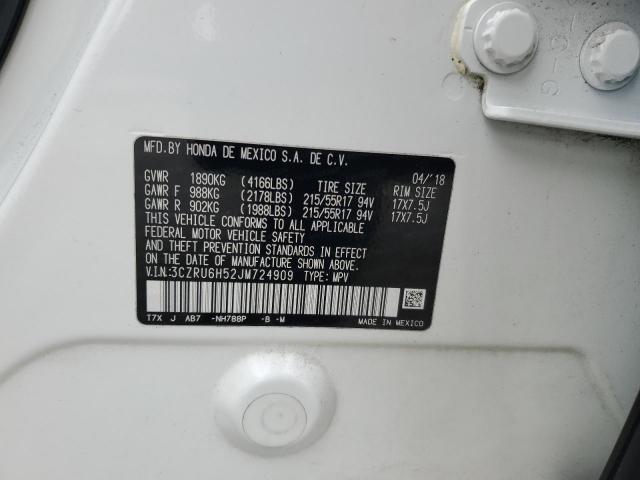 MFD.BY HONDA DE MEXICO S.A. DE C.V. 04/'18
GVWR 1890KG (4166LBS) TIRE SIZE RIM SIZE
GAWR F 988KG (2178LBS) 215/55R17 94V 17X7.5J
GAWR R 902KG (1988LBS) 215/55R17 94V 17X7.5J
THIS VEHICLE CONFORMS TO ALL APPLICABLE
FEDERAL MOTOR VEHICLE SAFETY
AND THEFT PREVENTION STANDARDS IN EFFECT
ON THE DATE OF MANUFACTURE SHOWN ABOVE.
V.I.N:3CZRU6H52JM724909 TYPE: MPV
T7X J AB7 -NH788P -B -M MADE IN MEXICO